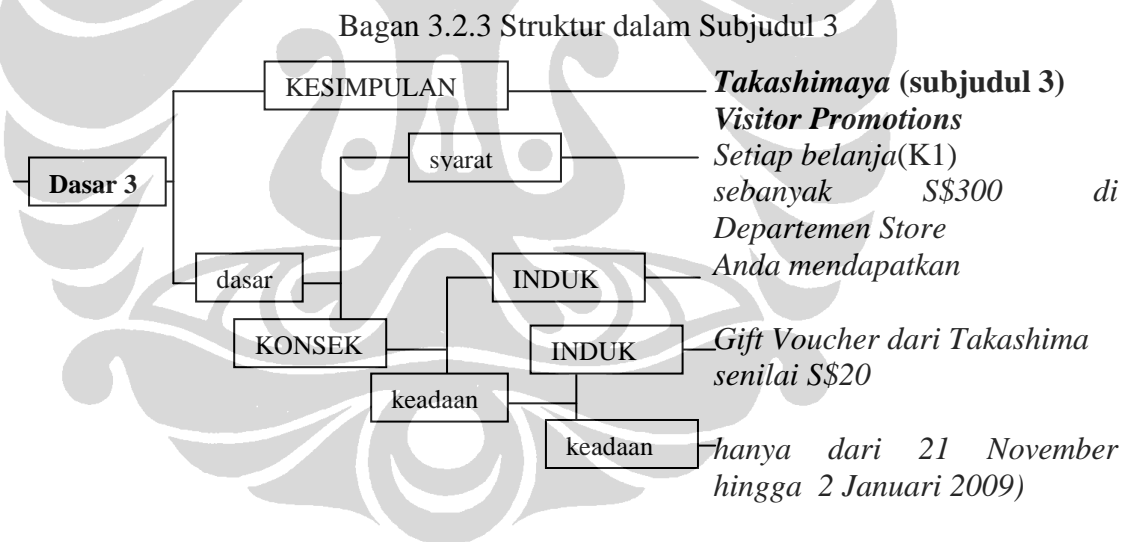 Bagan 3.2.3 Struktur dalam Subjudul 3
KESIMPULAN
Takashimaya (subjudul 3)
Visitor Promotions
syarat
Setiap belanja(K1)
sebanyak S$300 di
Departemen Store
Dasar 3
dasar
INDUK
Anda mendapatkan
KONSEK
INDUK
Gift Voucher dari Takashima
senilai S$20
keadaan
keadaan
hanya dari 21 November
hingga 2 Januari 2009)